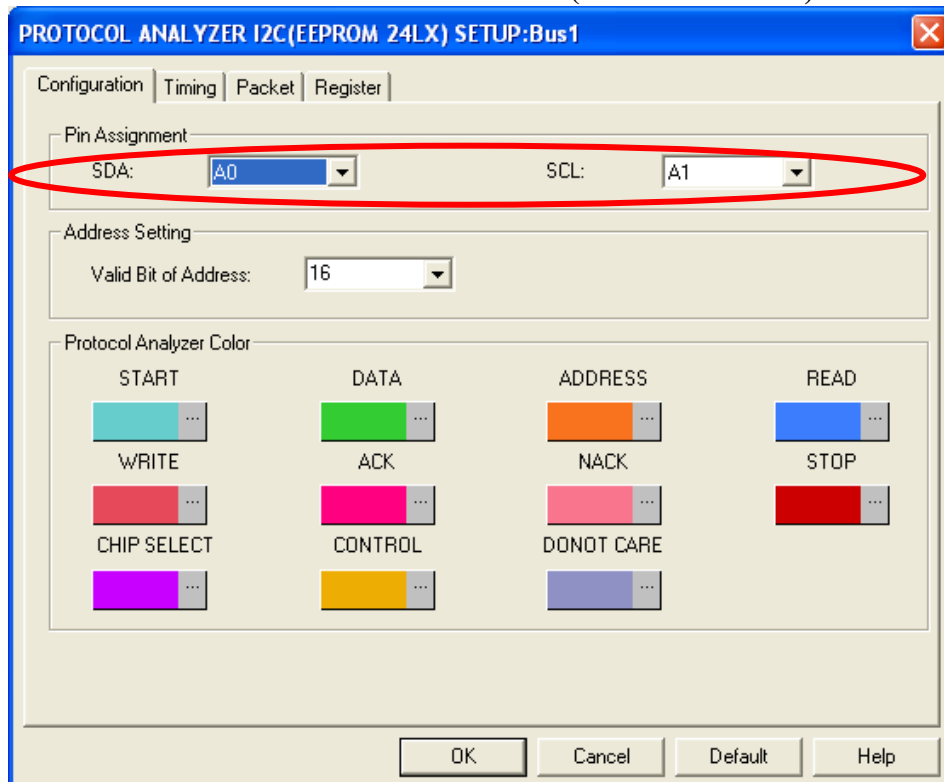 PROTOCOL ANALYZER I2C(EEPROM 24LX) SETUP:Bus1
Configuration Timing Packet Register
Pin Assignment
SDA: A0 SCL: A1
Address Setting
Valid Bit of Address: 16
Protocol Analyzer Color
START DATA ADDRESS READ
... ... ... ...
WRITE ACK NACK STOP
... ... ... ...
CHIP SELECT CONTROL DONOT CARE
... ... ...
OK Cancel Default Help